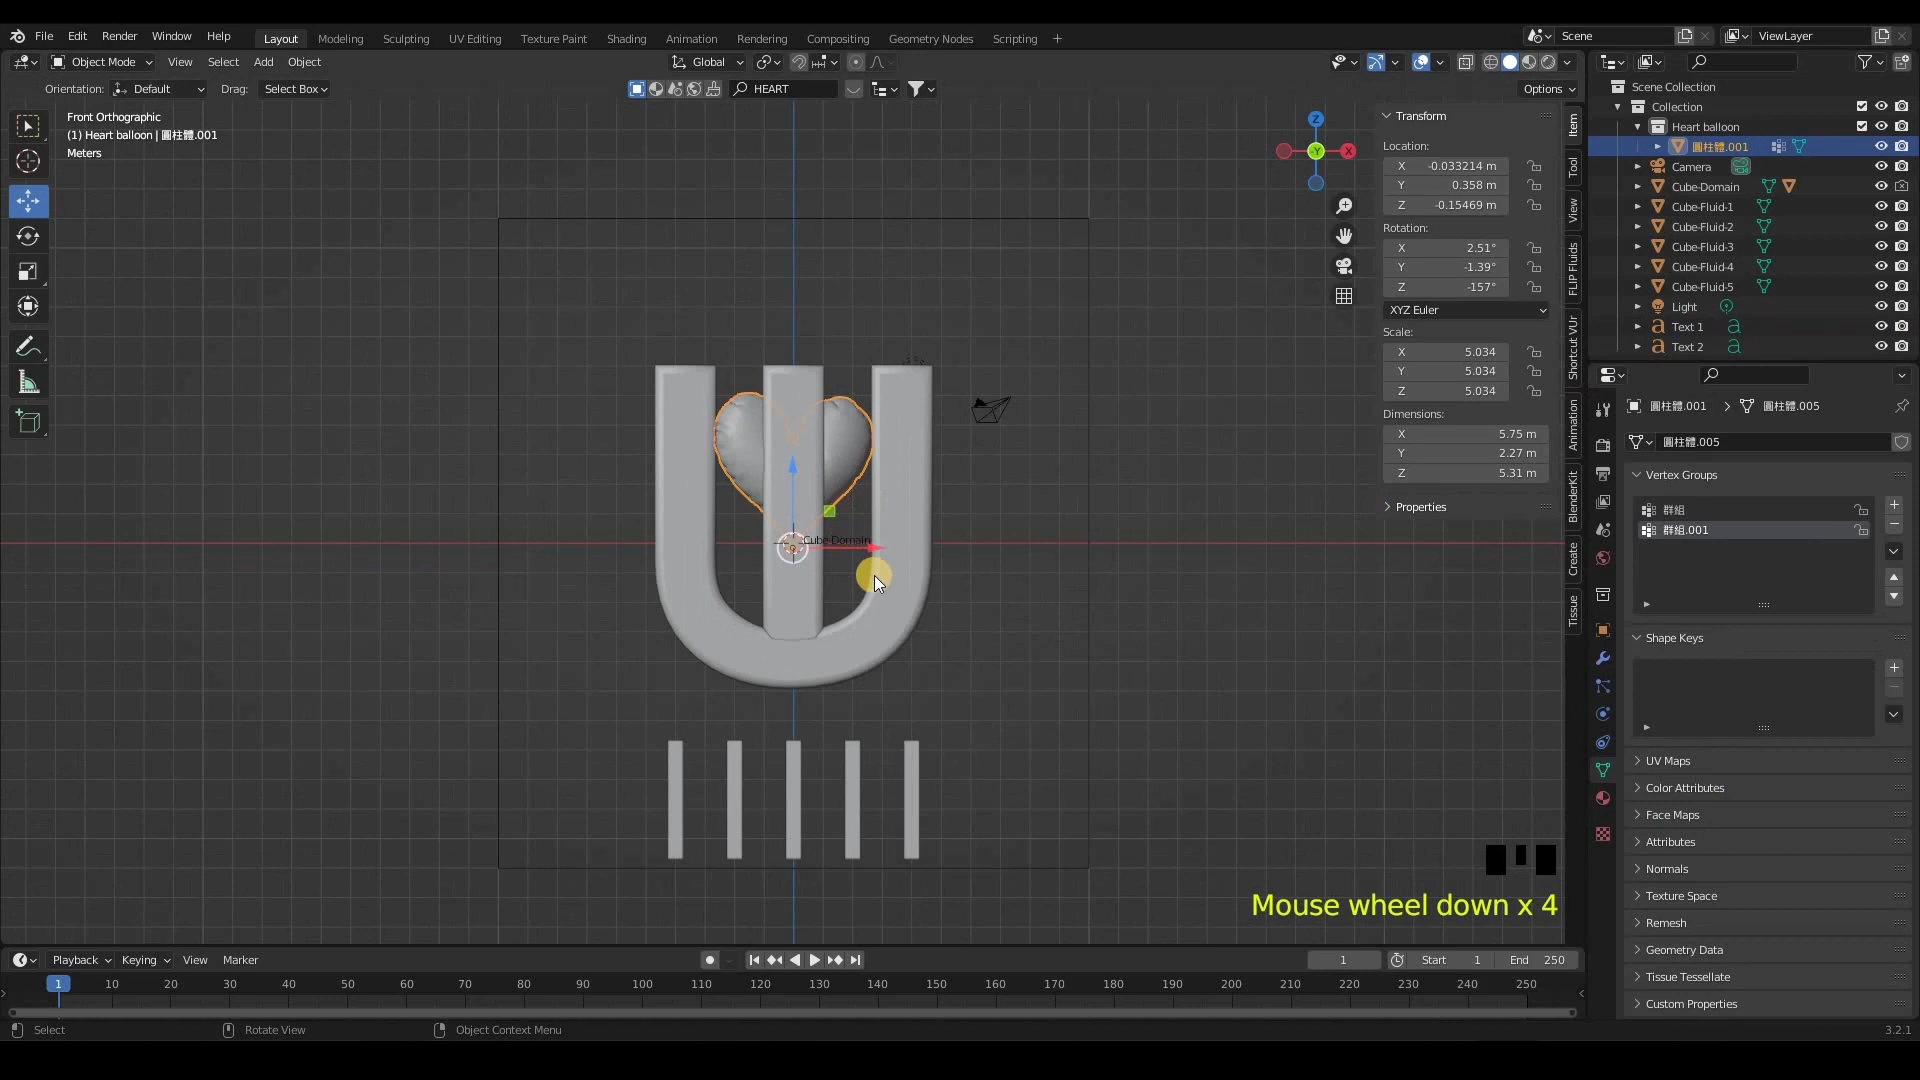 File Edit Render Window Help Layout Modeling Sculpting UV Editing Texture Paint Shading Animation Rendering Compositing Geometry Nodes Scripting + Scene ViewLayer
Object Mode View Select Add Object Global
Orientation: Default Drag: Select Box HEART Options
Front Orthographic
(1) Heart balloon | 圓柱體.001
Meters
Z
-Y
X
Cube-Domain
Mouse wheel down x 4
Transform
Location:
X -0.033214 m
Y 0.358 m
Z -0.15469 m
Rotation:
X 2.51°
Y -1.39°
Z -157°
XYZ Euler
Scale:
X 5.034
Y 5.034
Z 5.034
Dimensions:
X 5.75 m
Y 2.27 m
Z 5.31 m
Properties
Item
Tool
View
FLIP Fluids
Shortcut VUr
Animation
BlenderKit
Create
Tissue
Scene Collection
Collection
Heart balloon
圓柱體.001
Camera
Cube-Domain
Cube-Fluid-1
Cube-Fluid-2
Cube-Fluid-3
Cube-Fluid-4
Cube-Fluid-5
Light
Text 1
Text 2
圓柱體.001 > 圓柱體.005
圓柱體.005
Vertex Groups
群組
群組.001
Shape Keys
UV Maps
Color Attributes
Face Maps
Attributes
Normals
Texture Space
Remesh
Geometry Data
Tissue Tessellate
Custom Properties
Playback Keying View Marker 1 Start 1 End 250
1 10 20 30 40 50 60 70 80 90 100 110 120 130 140 150 160 170 180 190 200 210 220 230 240 250
Select Rotate View Object Context Menu 3.2.1